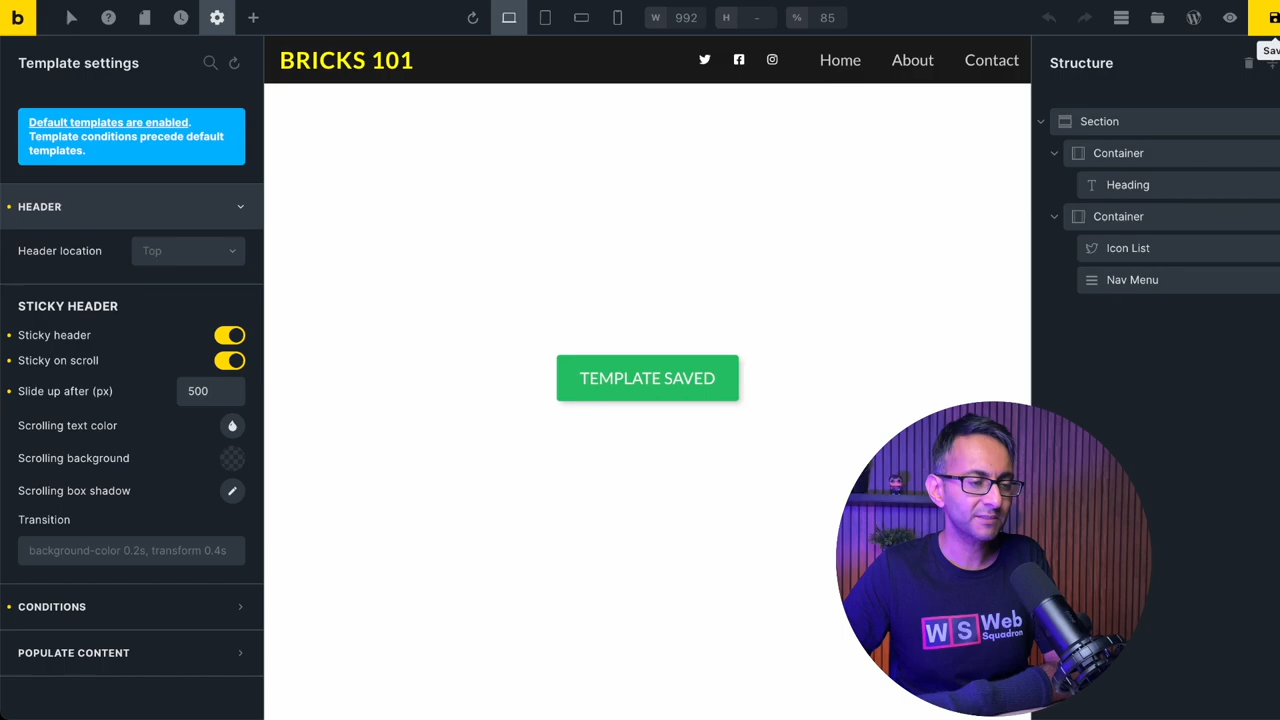 b
W 992 H - % 85
Sav
Template settings
Default templates are enabled.
Template conditions precede default
templates.
HEADER
Header location Top
STICKY HEADER
Sticky header
Sticky on scroll
Slide up after (px) 500
Scrolling text color
Scrolling background
Scrolling box shadow
Transition
background-color 0.2s, transform 0.4s
CONDITIONS
POPULATE CONTENT
BRICKS 101
Home About Contact
TEMPLATE SAVED
WS Web
Squadron
Structure
Section
Container
Heading
Container
Icon List
Nav Menu